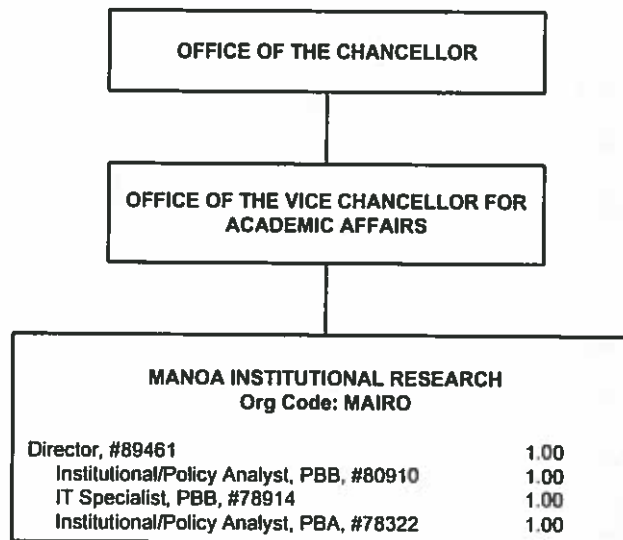 OFFICE OF THE CHANCELLOR
OFFICE OF THE VICE CHANCELLOR FOR
ACADEMIC AFFAIRS
MANOA INSTITUTIONAL RESEARCH
Org Code: MAIRO
Director, #89461 1.00
Institutional/Policy Analyst, PBB, #80910 1.00
IT Specialist, PBB, #78914 1.00
Institutional/Policy Analyst, PBA, #78322 1.00